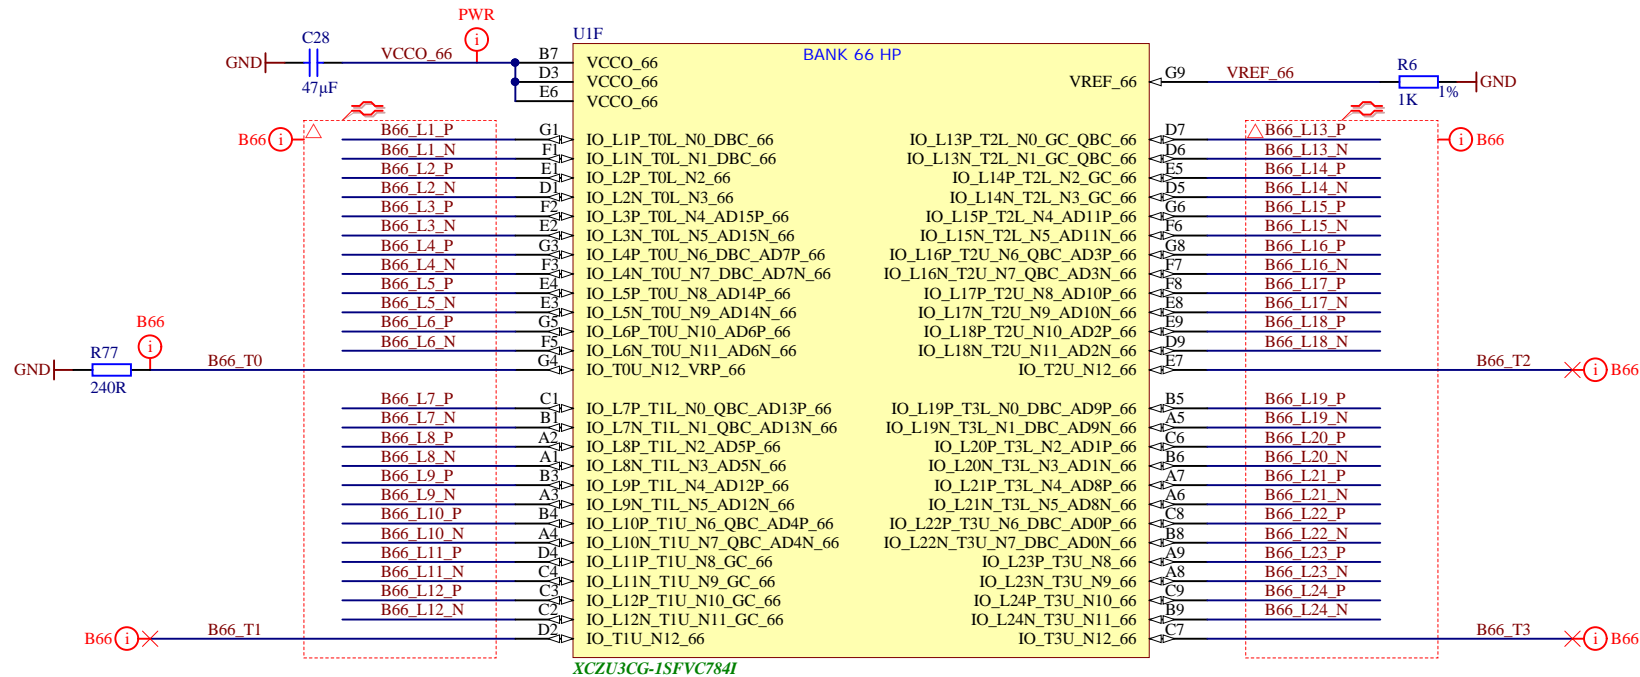 PWR
i
U1F
C28
GND
VCCO_66
47µF
BANK 66 HP
B7 VCCO_66
D3 VCCO_66
E6 VCCO_66
VREF_66 G9 VREF_66
R6
1K
1%
GND
B66 i
i B66
B66_L1_P G1 IO_L1P_T0L_N0_DBC_66
B66_L1_N F1 IO_L1N_T0L_N1_DBC_66
B66_L2_P E1 IO_L2P_T0L_N2_66
B66_L2_N D1 IO_L2N_T0L_N3_66
B66_L3_P F2 IO_L3P_T0L_N4_AD15P_66
B66_L3_N E2 IO_L3N_T0L_N5_AD15N_66
B66_L4_P G3 IO_L4P_T0U_N6_DBC_AD7P_66
B66_L4_N F3 IO_L4N_T0U_N7_DBC_AD7N_66
B66_L5_P E4 IO_L5P_T0U_N8_AD14P_66
B66_L5_N E3 IO_L5N_T0U_N9_AD14N_66
B66_L6_P G5 IO_L6P_T0U_N10_AD6P_66
B66_L6_N F5 IO_L6N_T0U_N11_AD6N_66
B66
i
R77
GND
240R
B66_T0 G4 IO_T0U_N12_VRP_66
B66_L7_P C1 IO_L7P_T1L_N0_QBC_AD13P_66
B66_L7_N B1 IO_L7N_T1L_N1_QBC_AD13N_66
B66_L8_P A2 IO_L8P_T1L_N2_AD5P_66
B66_L8_N A1 IO_L8N_T1L_N3_AD5N_66
B66_L9_P B3 IO_L9P_T1L_N4_AD12P_66
B66_L9_N A3 IO_L9N_T1L_N5_AD12N_66
B66_L10_P B4 IO_L10P_T1U_N6_QBC_AD4P_66
B66_L10_N A4 IO_L10N_T1U_N7_QBC_AD4N_66
B66_L11_P D4 IO_L11P_T1U_N8_GC_66
B66_L11_N C4 IO_L11N_T1U_N9_GC_66
B66_L12_P C3 IO_L12P_T1U_N10_GC_66
B66_L12_N C2 IO_L12N_T1U_N11_GC_66
B66 i B66_T1 D2 IO_T1U_N12_66
IO_L13P_T2L_N0_GC_QBC_66 D7 B66_L13_P
IO_L13N_T2L_N1_GC_QBC_66 D6 B66_L13_N
IO_L14P_T2L_N2_GC_66 E5 B66_L14_P
IO_L14N_T2L_N3_GC_66 D5 B66_L14_N
IO_L15P_T2L_N4_AD11P_66 G6 B66_L15_P
IO_L15N_T2L_N5_AD11N_66 F6 B66_L15_N
IO_L16P_T2U_N6_QBC_AD3P_66 G8 B66_L16_P
IO_L16N_T2U_N7_QBC_AD3N_66 F7 B66_L16_N
IO_L17P_T2U_N8_AD10P_66 F8 B66_L17_P
IO_L17N_T2U_N9_AD10N_66 E8 B66_L17_N
IO_L18P_T2U_N10_AD2P_66 E9 B66_L18_P
IO_L18N_T2U_N11_AD2N_66 D9 B66_L18_N
IO_T2U_N12_66 E7 B66_T2 i B66
IO_L19P_T3L_N0_DBC_AD9P_66 B5 B66_L19_P
IO_L19N_T3L_N1_DBC_AD9N_66 A5 B66_L19_N
IO_L20P_T3L_N2_AD1P_66 C6 B66_L20_P
IO_L20N_T3L_N3_AD1N_66 B6 B66_L20_N
IO_L21P_T3L_N4_AD8P_66 A7 B66_L21_P
IO_L21N_T3L_N5_AD8N_66 A6 B66_L21_N
IO_L22P_T3U_N6_DBC_AD0P_66 C8 B66_L22_P
IO_L22N_T3U_N7_DBC_AD0N_66 B8 B66_L22_N
IO_L23P_T3U_N8_66 A9 B66_L23_P
IO_L23N_T3U_N9_66 A8 B66_L23_N
IO_L24P_T3U_N10_66 C9 B66_L24_P
IO_L24N_T3U_N11_66 B9 B66_L24_N
IO_T3U_N12_66 C7 B66_T3 i B66
XCZU3CG-1SFVC784I